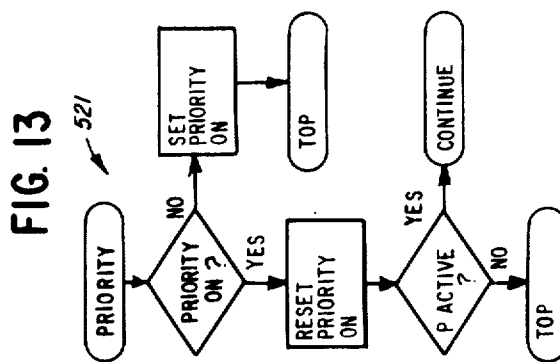 FIG. 13
521
PRIORITY
PRIORITY
ON ?
NO
SET
PRIORITY
ON
TOP
YES
RESET
PRIORITY
ON
P ACTIVE
?
YES
CONTINUE
NO
TOP